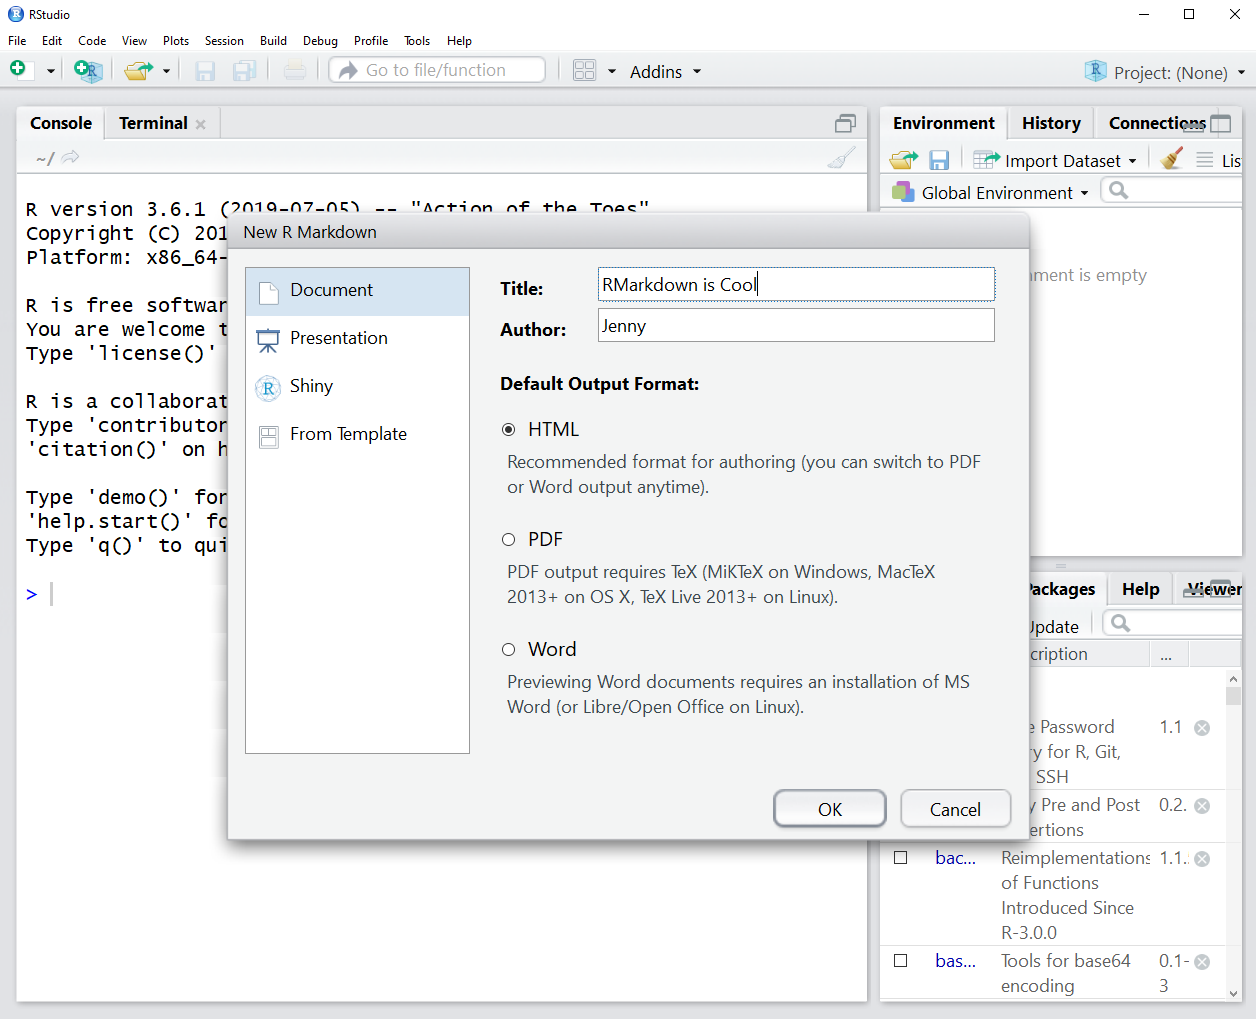 RStudio
File Edit Code View Plots Session Build Debug Profile Tools Help
Go to file/function Addins Project: (None)
Console Terminal
~/
R version 3.6.1 (2019-07-05) -- "Action of the Toes"
Copyright (C) 201
Platform: x86_64-
R is free softwar
You are welcome t
Type 'license()'
R is a collaborat
Type 'contributor
'citation()' on h
Type 'demo()' for
'help.start()' fo
Type 'q()' to qui
>
New R Markdown
Document
Presentation
Shiny
From Template
Title: RMarkdown is Cool
Author: Jenny
Default Output Format:
HTML
Recommended format for authoring (you can switch to PDF
or Word output anytime).
PDF
PDF output requires TeX (MiKTeX on Windows, MacTeX
2013+ on OS X, TeX Live 2013+ on Linux).
Word
Previewing Word documents requires an installation of MS
Word (or Libre/Open Office on Linux).
OK Cancel
Environment History Connections
Import Dataset Lis
Global Environment
nment is empty
Packages Help Viewer
Update
cription ...
e Password 1.1
ry for R, Git,
SSH
y Pre and Post 0.2.
ertions
bac... Reimplementations 1.1.
of Functions
Introduced Since
R-3.0.0
bas... Tools for base64 0.1-
encoding 3